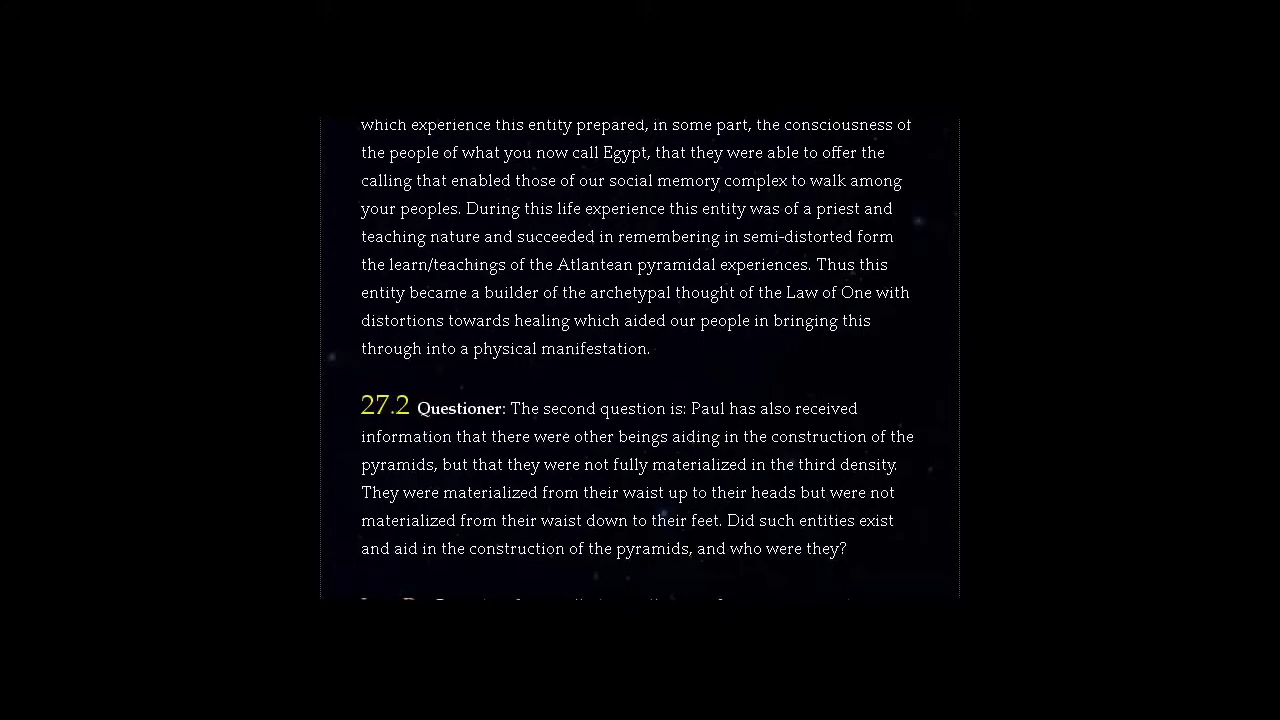 which experience this entity prepared, in some part, the consciousness of
the people of what you now call Egypt, that they were able to offer the
calling that enabled those of our social memory complex to walk among
your peoples. During this life experience this entity was of a priest and
teaching nature and succeeded in remembering in semi-distorted form
the learn/teachings of the Atlantean pyramidal experiences. Thus this
entity became a builder of the archetypal thought of the Law of One with
distortions towards healing which aided our people in bringing this
through into a physical manifestation.
27.2 Questioner: The second question is: Paul has also received
information that there were other beings aiding in the construction of the
pyramids, but that they were not fully materialized in the third density.
They were materialized from their waist up to their heads but were not
materialized from their waist down to their feet. Did such entities exist
and aid in the construction of the pyramids, and who were they?